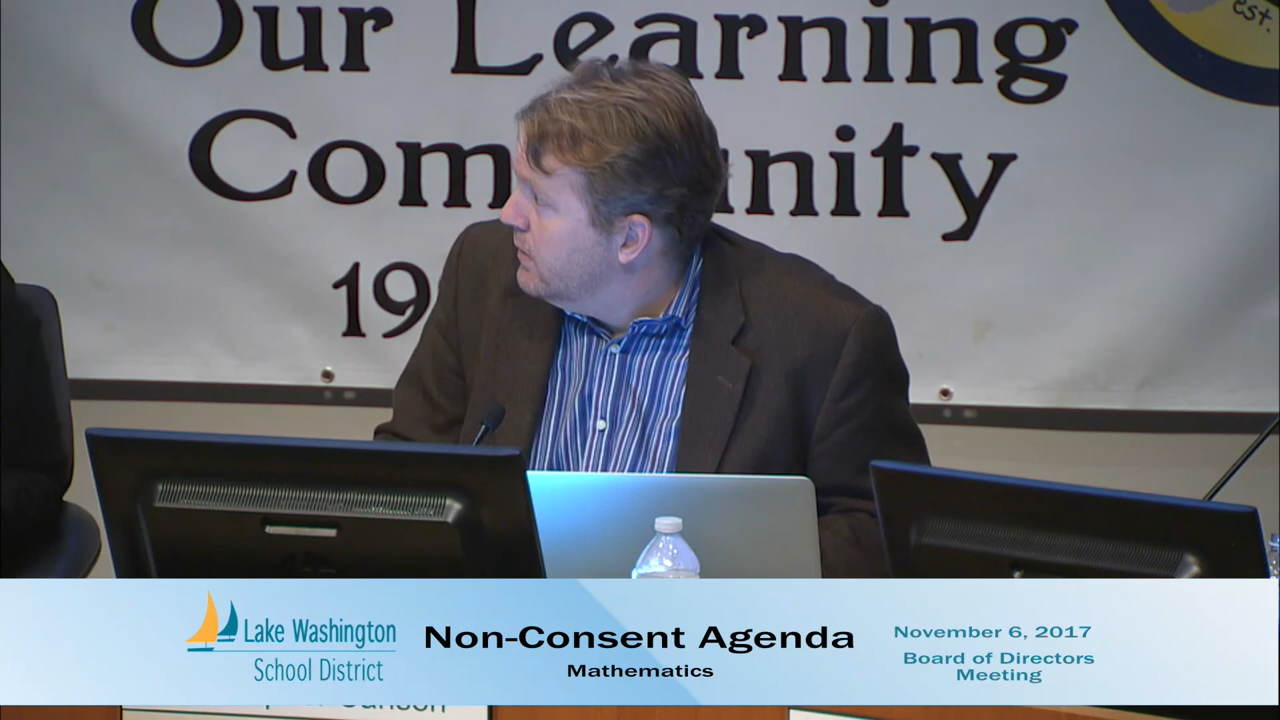 est.
Our Learning
Com nity
19
Lake Washington
School District
Non-Consent Agenda
Mathematics
November 6, 2017
Board of Directors
Meeting